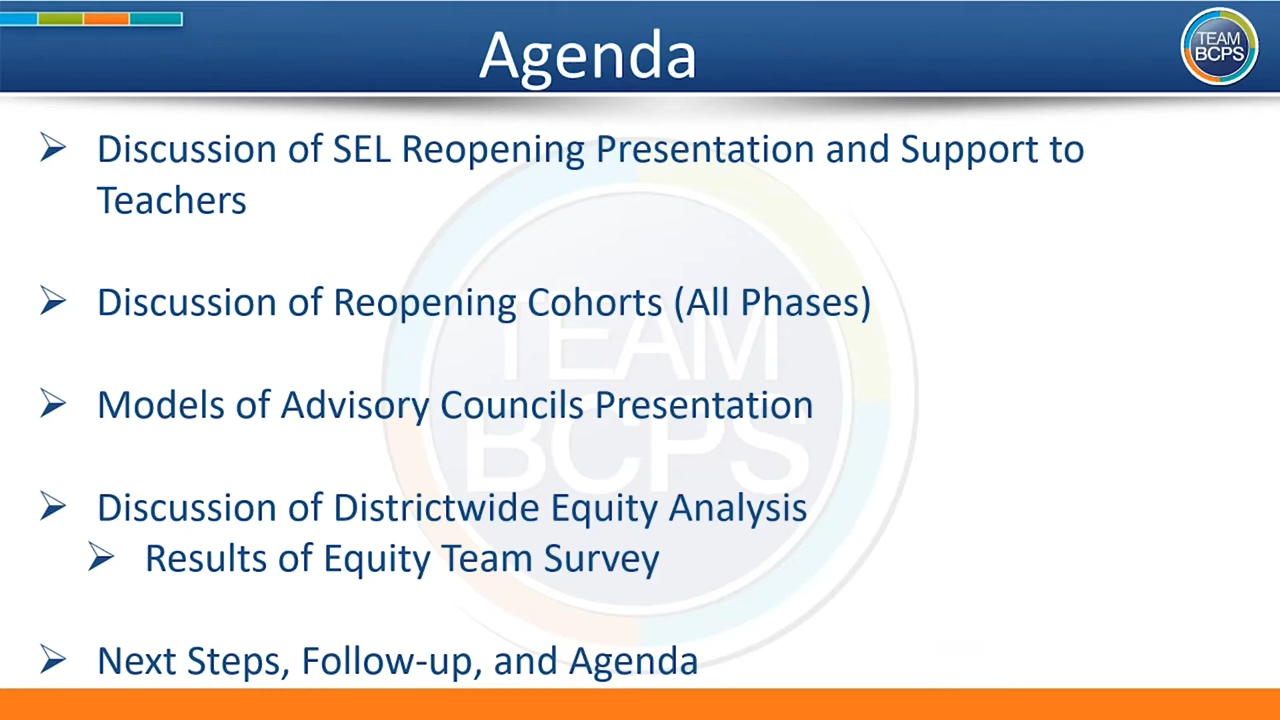 Agenda
TEAM
BCPS
➢ Discussion of SEL Reopening Presentation and Support to
Teachers
➢ Discussion of Reopening Cohorts (All Phases)
➢ Models of Advisory Councils Presentation
➢ Discussion of Districtwide Equity Analysis
➢ Results of Equity Team Survey
➢ Next Steps, Follow-up, and Agenda
TEAM
BCPS